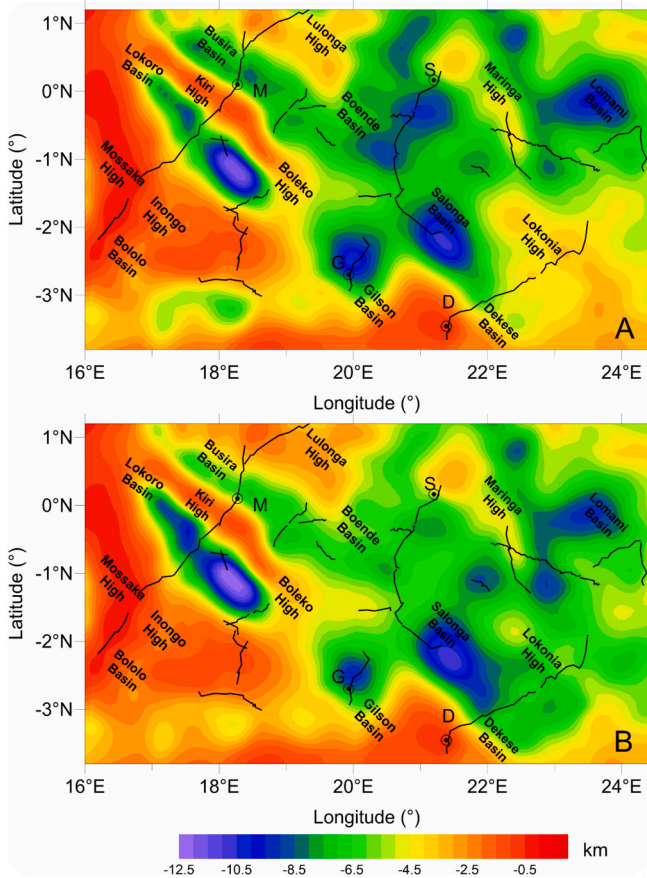 1°N
0°N
-1°N
-2°N
-3°N
Latitude (°)
Lokoro
Basin
Busira
Basin
Kiri
High
Lulonga
High
M
S
Boende
Basin
Maringa
High
Lomami
Basin
Mossaka
High
Inongo
High
Bololo
Basin
Boleko
High
Salonga
Basin
Lokonia
High
G
Gilson
Basin
D
Dekese
Basin
A
16°E
18°E
20°E
22°E
24°E
Longitude (°)
1°N
0°N
-1°N
-2°N
-3°N
Latitude (°)
Lokoro
Basin
Busira
Basin
Kiri
High
Lulonga
High
M
S
Boende
Basin
Maringa
High
Lomami
Basin
Mossaka
High
Inongo
High
Bololo
Basin
Boleko
High
Salonga
Basin
Lokonia
High
G
Gilson
Basin
D
Dekese
Basin
B
16°E
18°E
20°E
22°E
24°E
Longitude (°)
km
-12.5
-10.5
-8.5
-6.5
-4.5
-2.5
-0.5